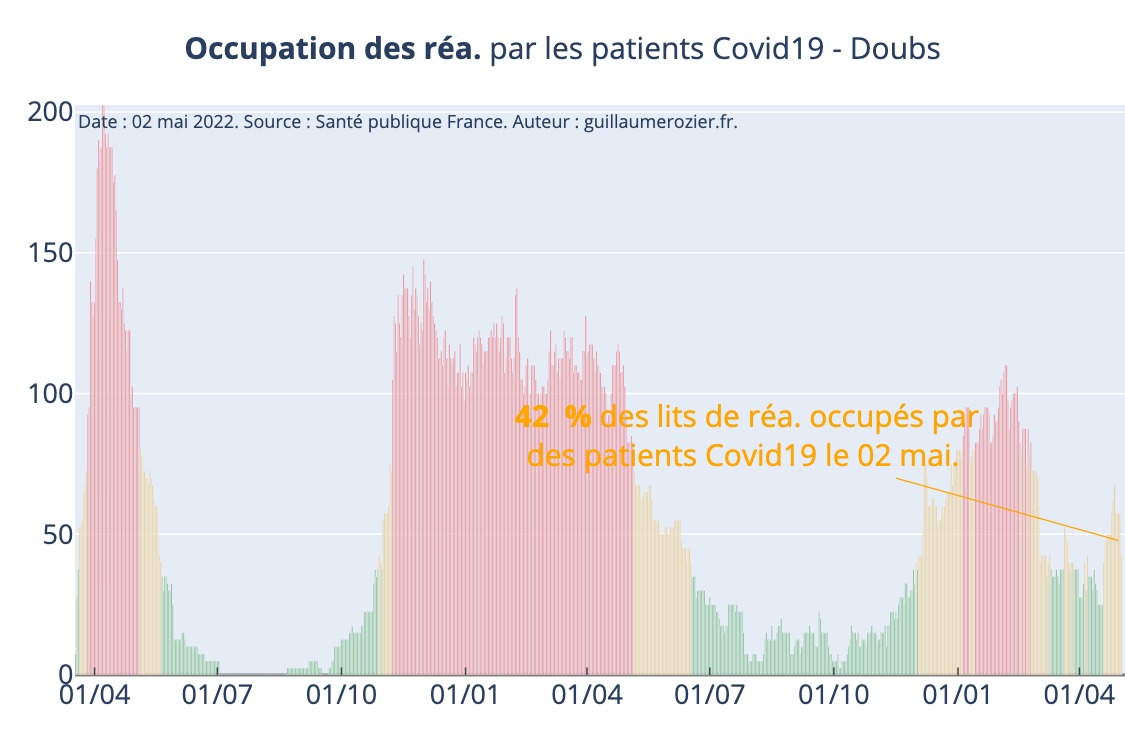 Occupation des réa. par les patients Covid19 - Doubs
200
Date : 02 mai 2022. Source : Santé publique France. Auteur : guillaumerozier.fr.
150
100
42 % des lits de réa. occupés par
des patients Covid19 le 02 mai.
50
0
01/04 01/07 01/10 01/01 01/04 01/07 01/10 01/01 01/04